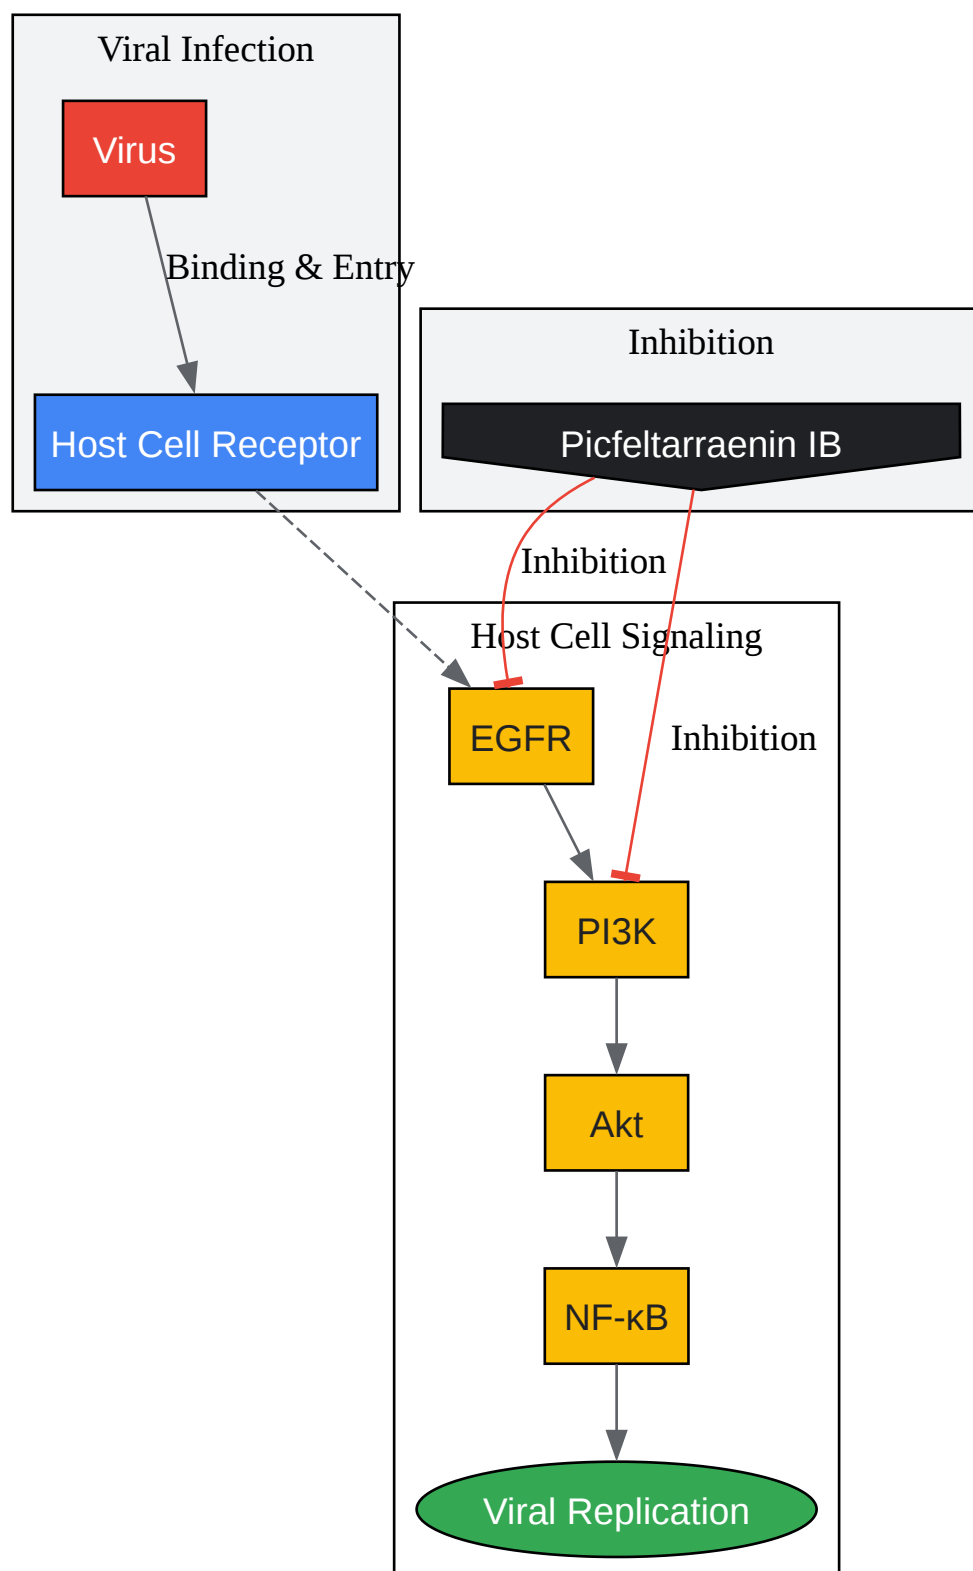 Viral Infection
Virus
Binding & Entry
Host Cell Receptor
Inhibition
Picfeltarraenin IB
Inhibition
Host Cell Signaling
EGFR
Inhibition
PI3K
Akt
NF-κB
Viral Replication